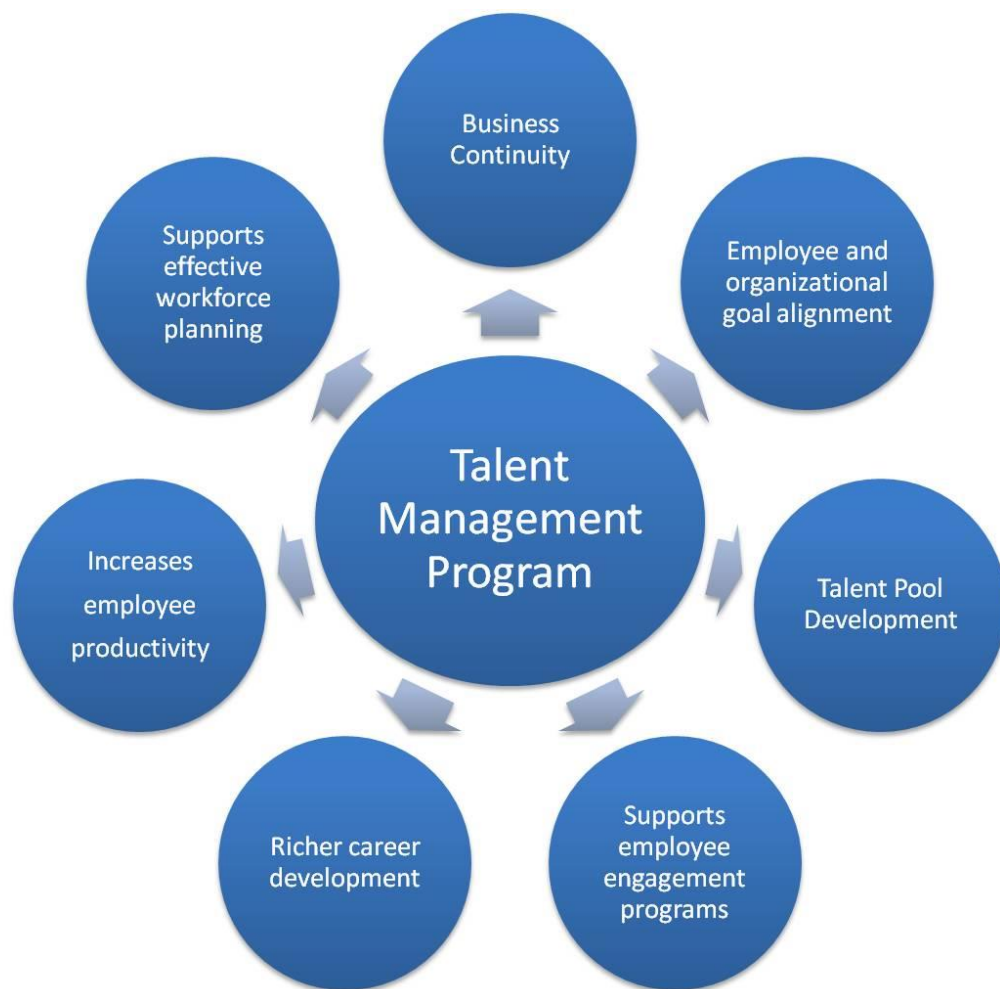 Business
Continuity
Employee and
organizational
goal alignment
Talent Pool
Development
Supports
employee
engagement
programs
Richer career
development
Increases
employee
productivity
Supports
effective
workforce
planning
Talent
Management
Program